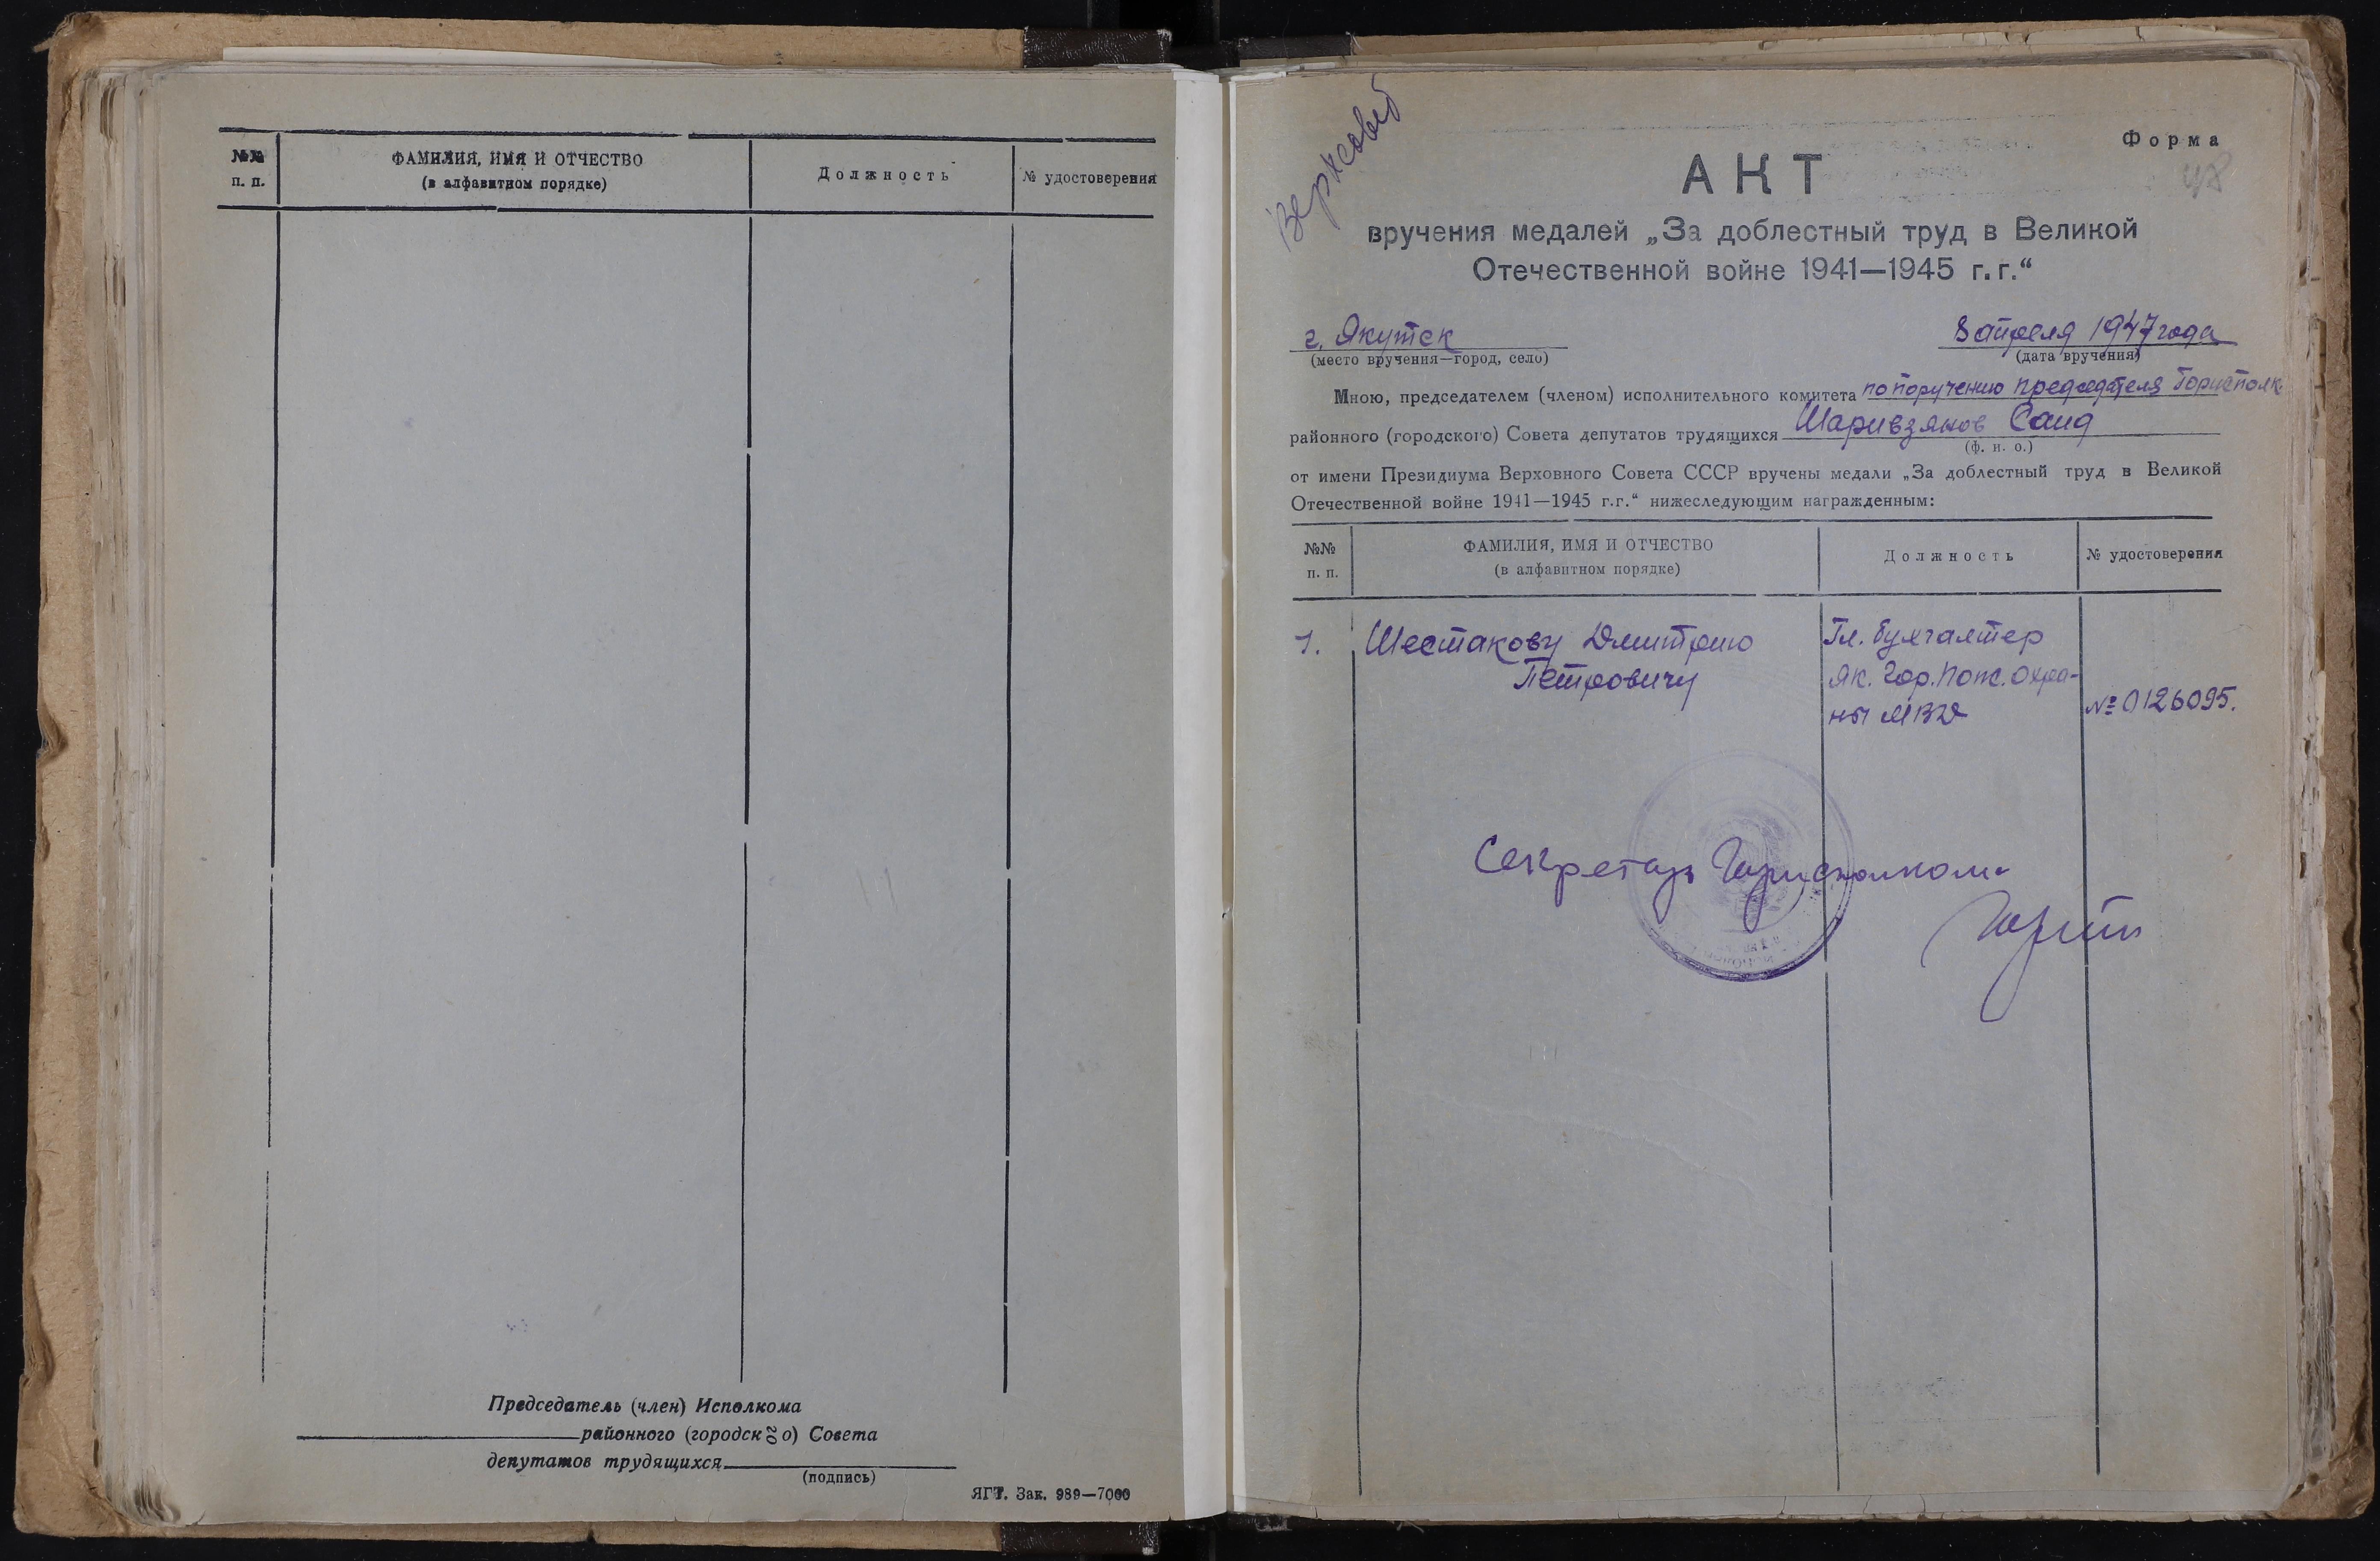 №№
п. п.
ФАМИЛИЯ, ИМЯ И ОТЧЕСТВО
(в алфавитном порядке)
Должность
№ удостоверения
Председатель (член) Исполкома
районного (городского) Совета
депутатов трудящихся
(подпись)
ЯГТ. Зак. 989—7000
Верхсовет
Форма
48
АКТ
вручения медалей „За доблестный труд в Великой
Отечественной войне 1941—1945 г.г.“
г. Якутск
(место вручения—город, село)
8 апреля 1947 года
(дата вручения)
Мною, председателем (членом) исполнительного комитета по поручению председателя Горисполк.
районного (городского) Совета депутатов трудящихся Шаривзянов Саид
(ф. и. о.)
от имени Президиума Верховного Совета СССР вручены медали „За доблестный труд в Великой
Отечественной войне 1941—1945 г.г.“ нижеследующим награжденным:
№№
п. п.
ФАМИЛИЯ, ИМЯ И ОТЧЕСТВО
(в алфавитном порядке)
Должность
№ удостоверения
1. Шестакову Дмитрию
Петровичу
Гл. бухгалтер
Як. Гор. Пож. Охра-
ны МВД
№ 0126095.
Секретарь Горисполкома